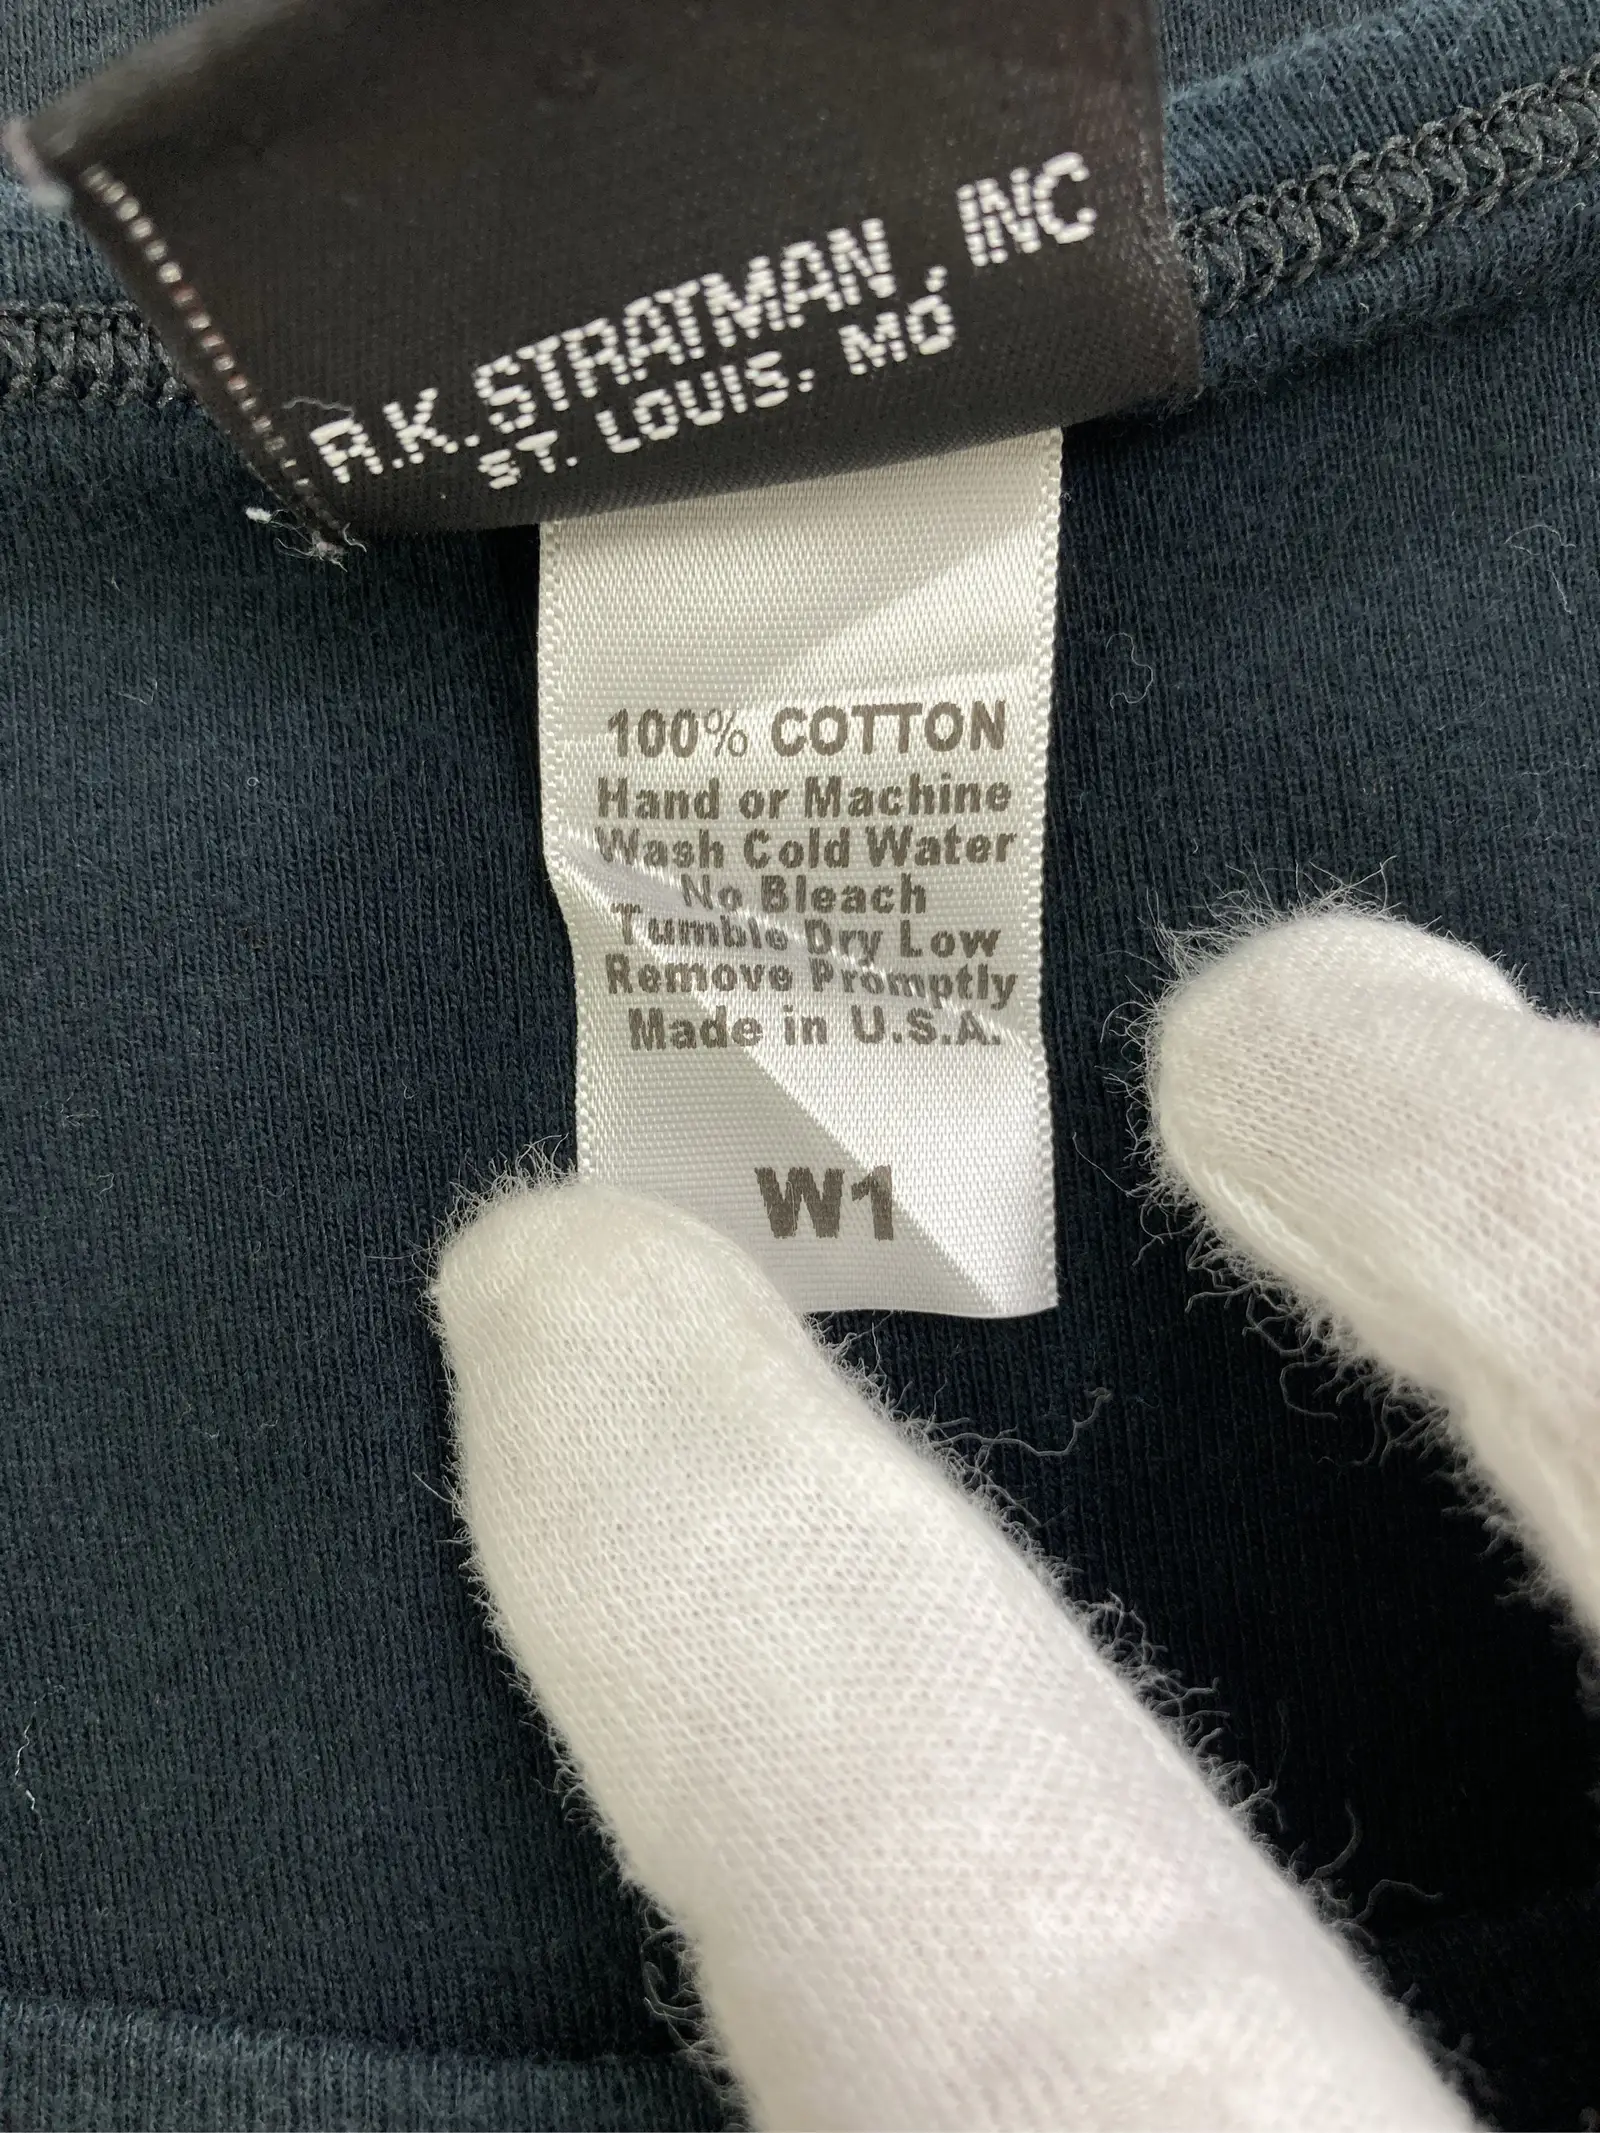 R.K. STRATMAN, INC
ST. LOUIS, MO
100% COTTON
Hand or Machine
Wash Cold Water
No Bleach
Tumble Dry Low
Remove Promptly
Made in U.S.A.
W1